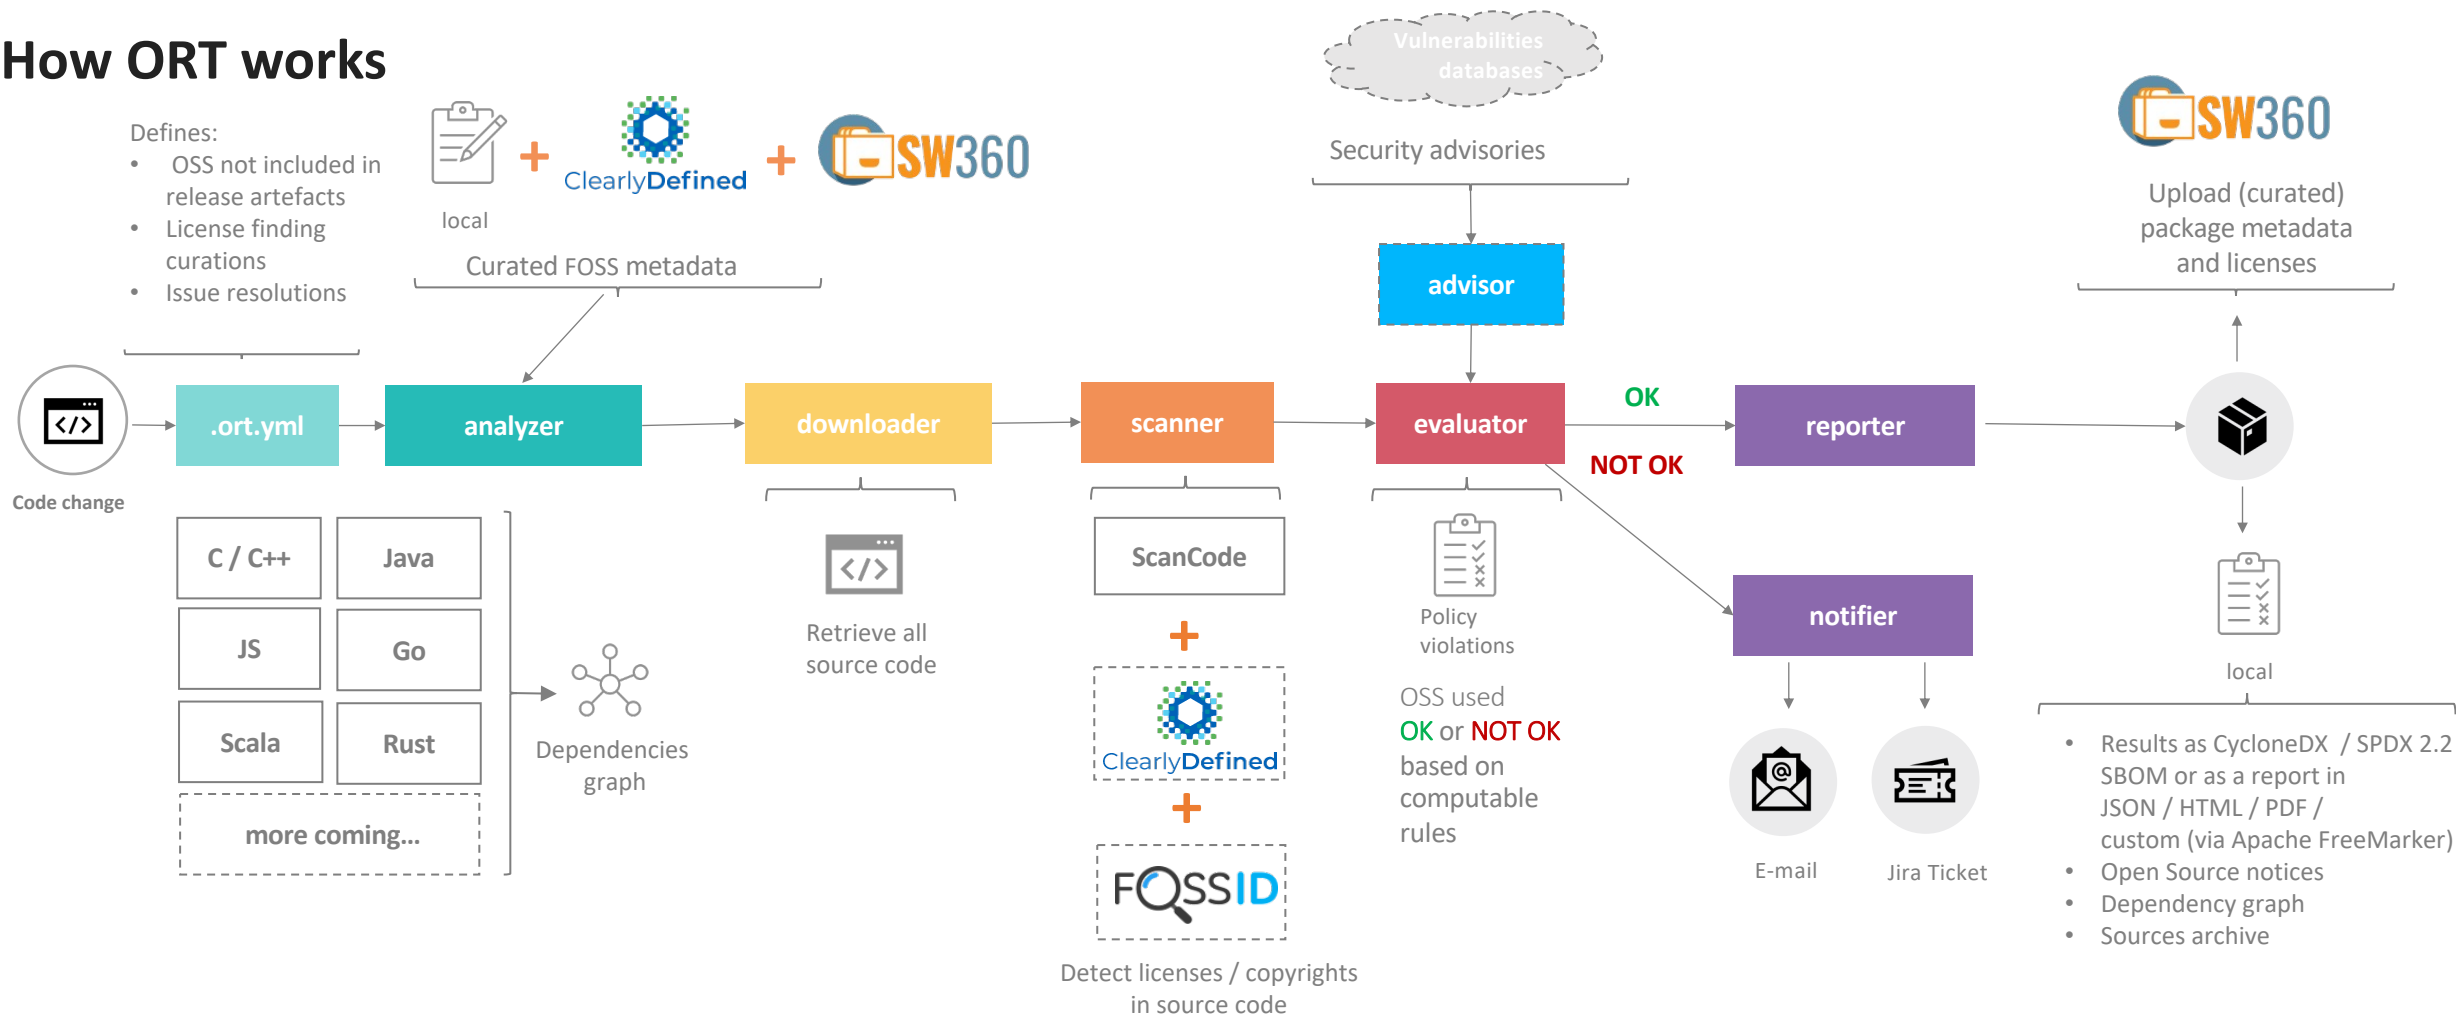 How ORT works
Defines:
• OSS not included in
release artefacts
• License finding
curations
• Issue resolutions
local
+
ClearlyDefined
+
SW360
Curated FOSS metadata
Vulnerabilities
databases
Security advisories
advisor
SW360
Upload (curated)
package metadata
and licenses
</>
Code change
.ort.yml
analyzer
downloader
scanner
evaluator
OK
NOT OK
reporter
C / C++
Java
JS
Go
Scala
Rust
more coming...
Dependencies
graph
</>
Retrieve all
source code
ScanCode
+
ClearlyDefined
+
FOSSID
Detect licenses / copyrights
in source code
Policy
violations
OSS used
OK or NOT OK
based on
computable
rules
notifier
@
E-mail
Jira Ticket
local
• Results as CycloneDX / SPDX 2.2
SBOM or as a report in
JSON / HTML / PDF /
custom (via Apache FreeMarker)
• Open Source notices
• Dependency graph
• Sources archive